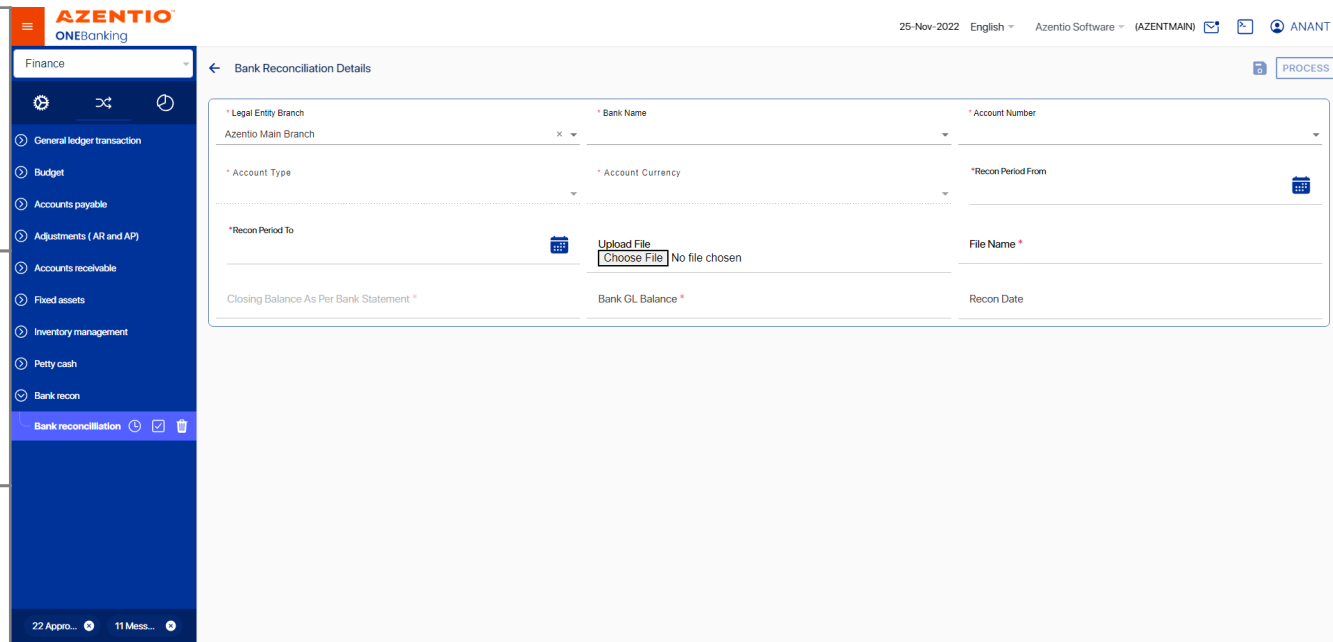 AZENTIO
ONEBanking
25-Nov-2022 English Azentio Software (AZENTMAIN) ANANT
Finance
Bank Reconciliation Details
PROCESS
General ledger transaction
Budget
Accounts payable
Adjustments ( AR and AP)
Accounts receivable
Fixed assets
Inventory management
Petty cash
Bank recon
Bank reconcilliation
22 Appro...
11 Mess...
* Legal Entity Branch
Azentio Main Branch
* Bank Name
* Account Number
* Account Type
* Account Currency
*Recon Period From
*Recon Period To
Upload File
Choose File No file chosen
File Name *
Closing Balance As Per Bank Statement *
Bank GL Balance *
Recon Date